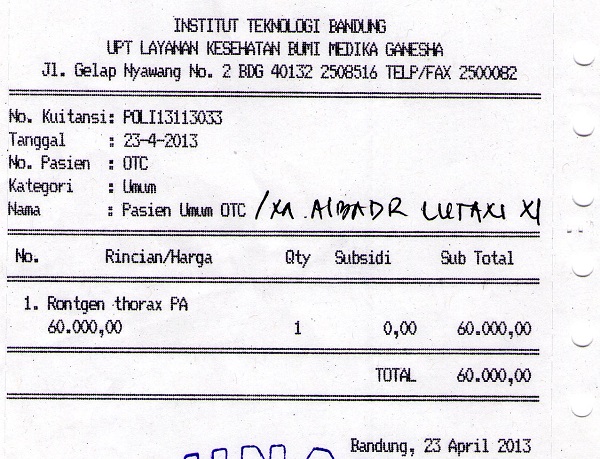 INSTITUT TEKNOLOGI BANDUNG
UPT LAYANAN KESEHATAN BUMI MEDIKA GANESHA
Jl. Gelap Nyawang No. 2 BDG 40132 2508516 TELP/FAX 2500082
No. Kuitansi: POLI13113033
Tanggal : 23-4-2013
No. Pasien : OTC
Kategori : Umum
Nama : Pasien Umum OTC / ALBADR
No. Rincian/Harga Qty Subsidi Sub Total
1. Rontgen thorax PA
60.000,00 1 0,00 60.000,00
TOTAL 60.000,00
Bandung, 23 April 2013